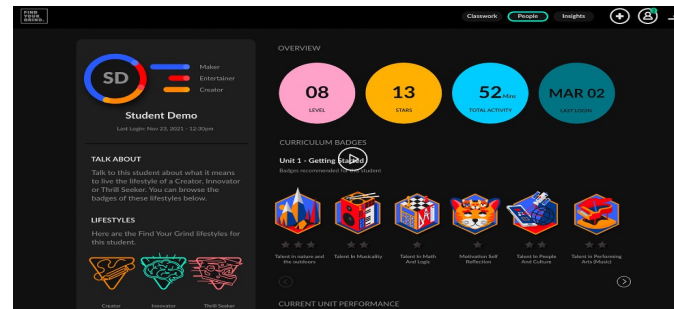 FIND
YOUR
GRIND.
Classwork
People
Insights
SD
Maker
Entertainer
Creator
Student Demo
Last Login: Nov 23, 2021 - 12:30pm
TALK ABOUT
Talk to this student about what it means
to live the lifestyle of a Creator, Innovator
or Thrill Seeker. You can browse the
badges of these lifestyles below.
LIFESTYLES
Here are the Find Your Grind lifestyles for
this student.
Creator
Innovator
Thrill Seeker
OVERVIEW
08
LEVEL
13
STARS
52 Mins
TOTAL ACTIVITY
MAR 02
LAST LOGIN
CURRICULUM BADGES
Unit 1 - Getting Started
Badges recommended for this student
Talent in nature and
the outdoors
Talent In Musicality
Talent In Math
And Logic
Motivation Self
Reflection
Talent in People
And Culture
Talent in Performing
Arts (Music)
CURRENT UNIT PERFORMANCE